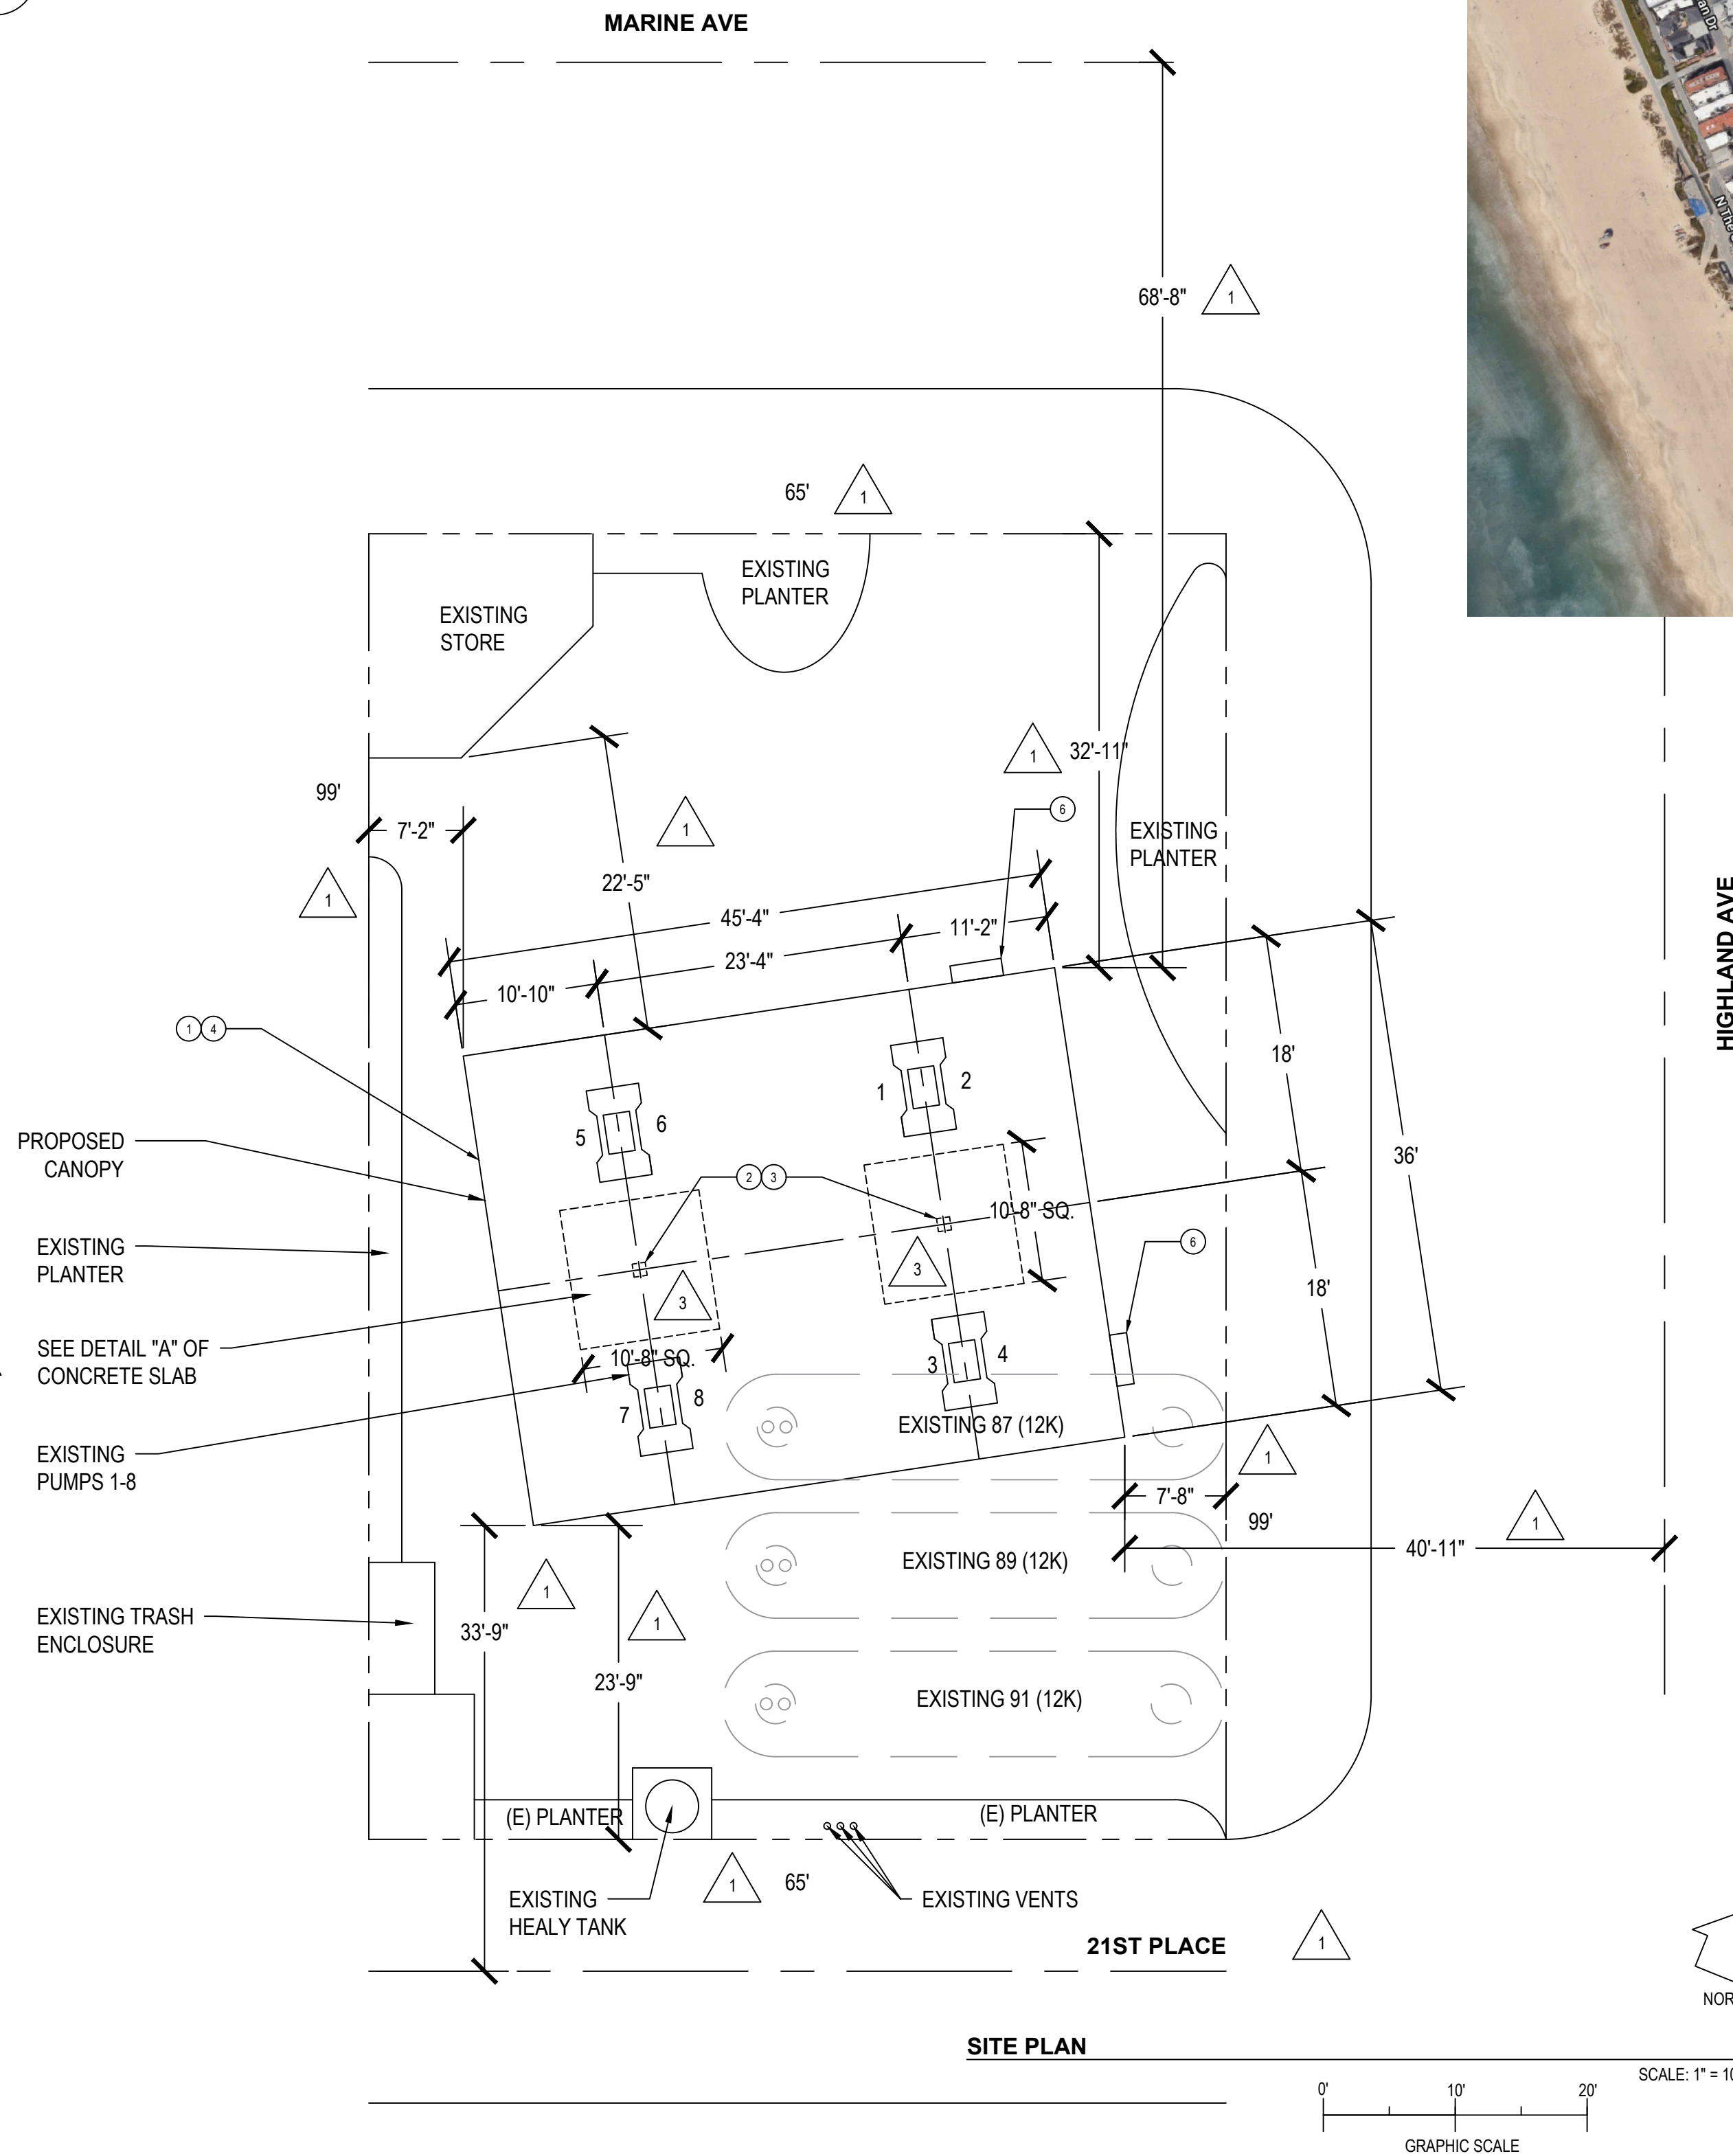 MARINE AVE
68'-8"
1
65'
1
EXISTING
PLANTER
EXISTING
STORE
1
32'-11"
99'
7'-2"
1
6
EXISTING
PLANTER
1
22'-5"
45'-4"
11'-2"
23'-4"
10'-10"
HIGHLAND AVE
1
4
18'
1
2
5
6
PROPOSED
CANOPY
36'
2
3
10'-8" SQ.
EXISTING
PLANTER
6
3
3
18'
SEE DETAIL "A" OF
CONCRETE SLAB
10'-8" SQ.
3
4
7
8
EXISTING
PUMPS 1-8
EXISTING 87 (12K)
1
7'-8"
99'
1
40'-11"
EXISTING 89 (12K)
1
1
EXISTING TRASH
ENCLOSURE
33'-9"
23'-9"
EXISTING 91 (12K)
(E) PLANTER
(E) PLANTER
1
65'
EXISTING
HEALY TANK
EXISTING VENTS
21ST PLACE
1
SITE PLAN
SCALE: 1" = 10
0'
10'
20'
GRAPHIC SCALE